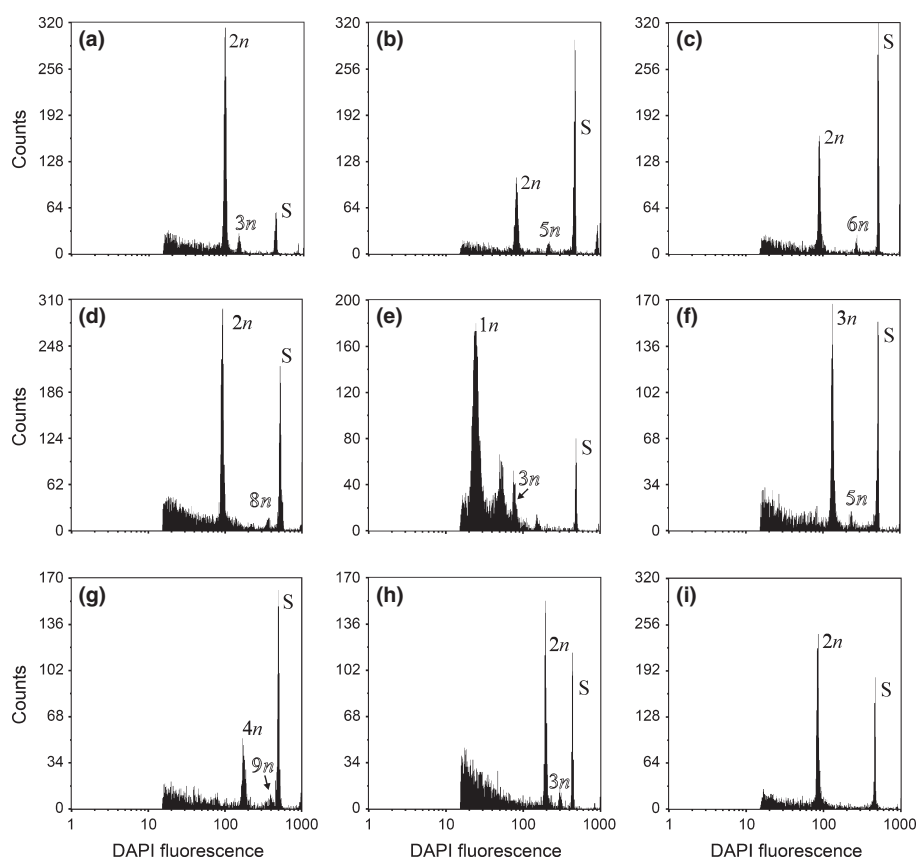 (a)
320
256
192
128
64
0
Counts
2n
3n
S
(b)
320
256
192
128
64
0
2n
5n
S
(c)
320
256
192
128
64
0
2n
6n
S
(d)
310
248
186
124
62
0
Counts
2n
8n
S
(e)
200
160
120
80
40
0
1n
3n
S
(f)
170
136
102
68
34
0
3n
5n
S
(g)
170
136
102
68
34
0
Counts
4n
9n
S
1 10 100 1000
DAPI fluorescence
(h)
170
136
102
68
34
0
2n
3n
S
1 10 100 1000
DAPI fluorescence
(i)
320
256
192
128
64
0
2n
S
1 10 100 1000
DAPI fluorescence